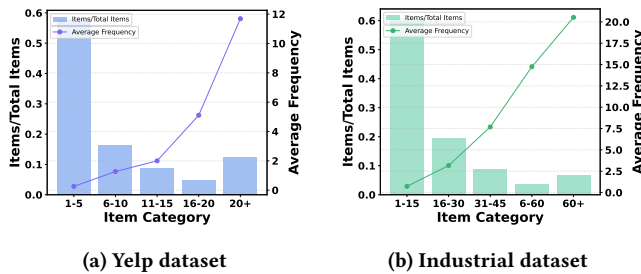 Items/Total Items
Average Frequency
0.6
0.5
0.4
0.3
0.2
0.1
0.0
12
10
8
6
4
2
0
1-5 6-10 11-15 16-20 20+
Item Category
Items/Total Items
Average Frequency
(a) Yelp dataset
Items/Total Items
Average Frequency
0.6
0.5
0.4
0.3
0.2
0.1
0.0
20.0
17.5
15.0
12.5
10.0
7.5
5.0
2.5
0.0
1-15 16-30 31-45 6-60 60+
Item Category
Items/Total Items
Average Frequency
(b) Industrial dataset